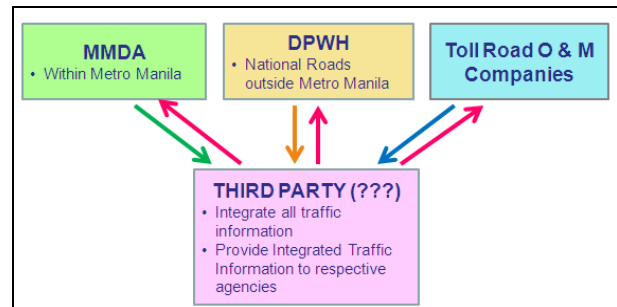 MMDA
• Within Metro Manila
DPWH
• National Roads
outside Metro Manila
Toll Road O & M
Companies
THIRD PARTY (???)
• Integrate all traffic
information
• Provide Integrated Traffic
Information to respective
agencies